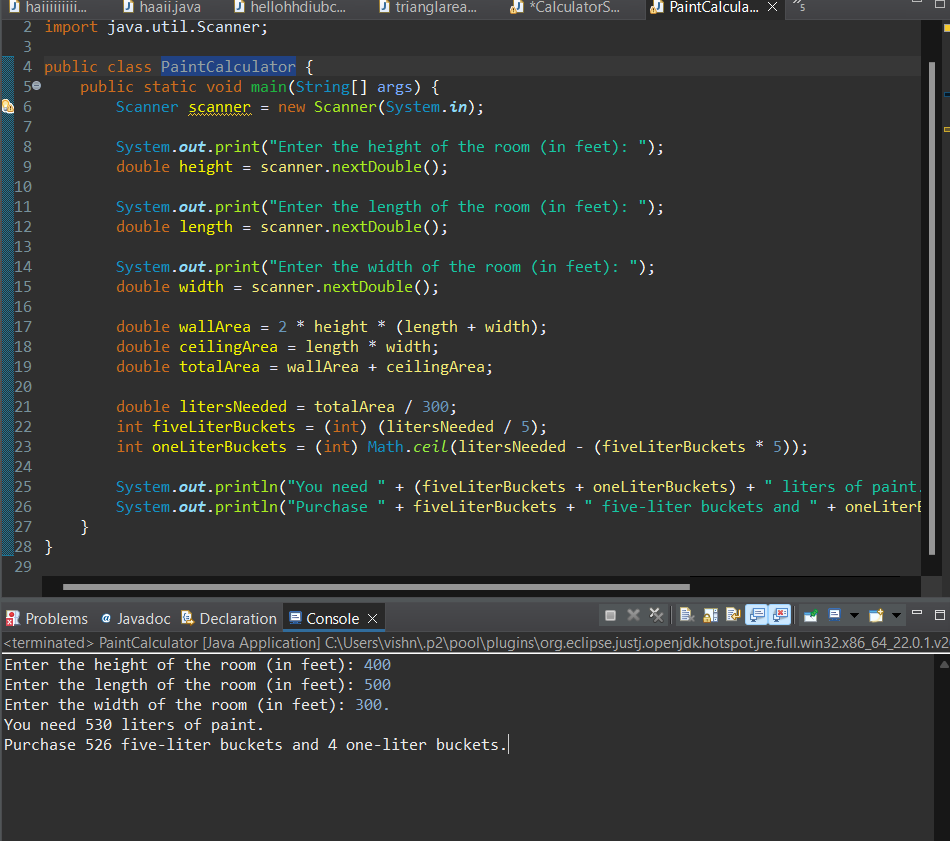 haiiiiiiiii... haaii.java hellohhdiubc... trianglarea... *CalculatorS... PaintCalcula... s
2 import java.util.Scanner;
3
4 public class PaintCalculator {
5 public static void main(String[] args) {
6 Scanner scanner = new Scanner(System.in);
7
8 System.out.print("Enter the height of the room (in feet): ");
9 double height = scanner.nextDouble();
10
11 System.out.print("Enter the length of the room (in feet): ");
12 double length = scanner.nextDouble();
13
14 System.out.print("Enter the width of the room (in feet): ");
15 double width = scanner.nextDouble();
16
17 double wallArea = 2 * height * (length + width);
18 double ceilingArea = length * width;
19 double totalArea = wallArea + ceilingArea;
20
21 double litersNeeded = totalArea / 300;
22 int fiveLiterBuckets = (int) (litersNeeded / 5);
23 int oneLiterBuckets = (int) Math.ceil(litersNeeded - (fiveLiterBuckets * 5));
24
25 System.out.println("You need " + (fiveLiterBuckets + oneLiterBuckets) + " liters of paint.
26 System.out.println("Purchase " + fiveLiterBuckets + " five-liter buckets and " + oneLiterB
27 }
28 }
29
Problems Javadoc Declaration Console
<terminated> PaintCalculator [Java Application] C:\Users\vishn\.p2\pool\plugins\org.eclipse.justj.openjdk.hotspot.jre.full.win32.x86_64_22.0.1.v2
Enter the height of the room (in feet): 400
Enter the length of the room (in feet): 500
Enter the width of the room (in feet): 300.
You need 530 liters of paint.
Purchase 526 five-liter buckets and 4 one-liter buckets.